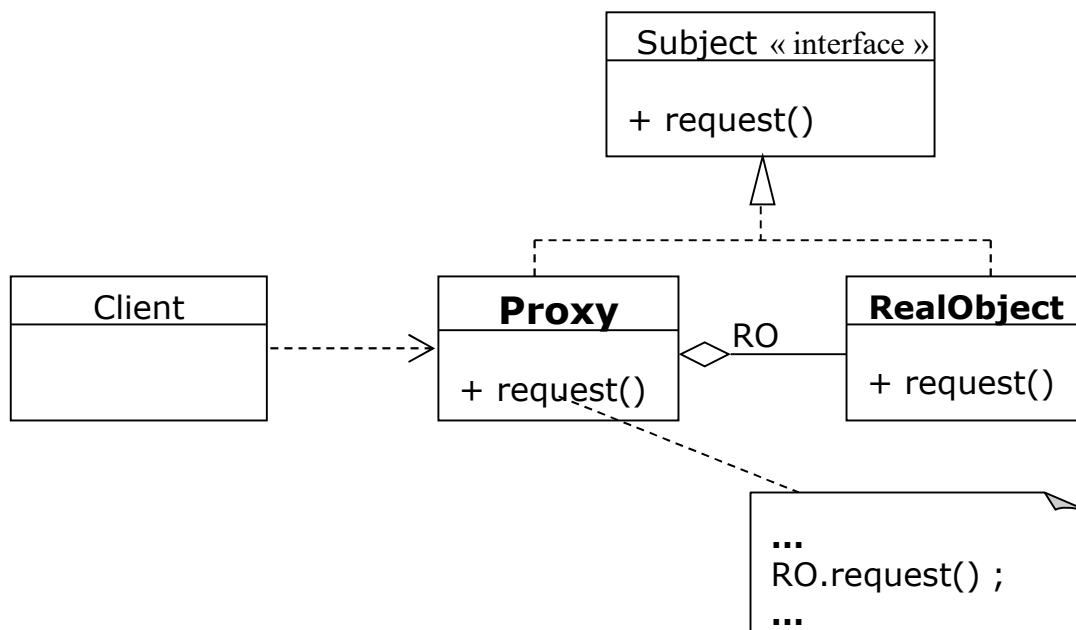 Subject « interface »
+ request()
Client
Proxy
+ request()
RO
RealObject
+ request()
...
RO.request() ;
...